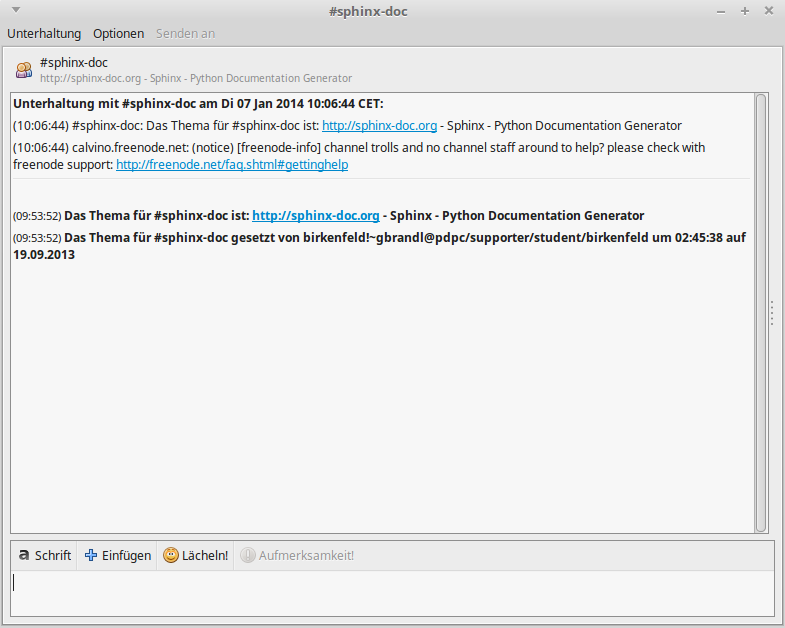 #sphinx-doc
Unterhaltung Optionen Senden an
#sphinx-doc
http://sphinx-doc.org - Sphinx - Python Documentation Generator
Unterhaltung mit #sphinx-doc am Di 07 Jan 2014 10:06:44 CET:
(10:06:44) #sphinx-doc: Das Thema für #sphinx-doc ist: http://sphinx-doc.org - Sphinx - Python Documentation Generator
(10:06:44) calvino.freenode.net: (notice) [freenode-info] channel trolls and no channel staff around to help? please check with
freenode support: http://freenode.net/faq.shtml#gettinghelp
(09:53:52) Das Thema für #sphinx-doc ist: http://sphinx-doc.org - Sphinx - Python Documentation Generator
(09:53:52) Das Thema für #sphinx-doc gesetzt von birkenfeld!~gbrandl@pdpc/supporter/student/birkenfeld um 02:45:38 auf
19.09.2013
a Schrift Einfügen Lächeln! Aufmerksamkeit!